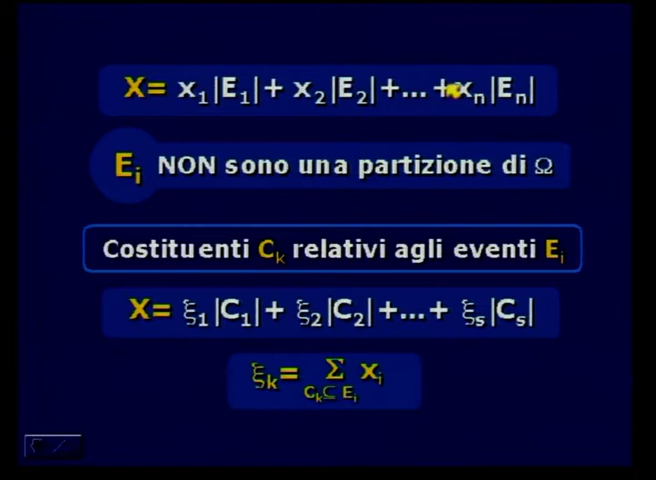 X= x₁|E₁|+ x₂|E₂|+...+xₙ|Eₙ|
Eᵢ NON sono una partizione di Ω
Costituenti Cₖ relativi agli eventi Eᵢ
X= ξ₁|C₁|+ ξ₂|C₂|+...+ ξₛ|Cₛ|
ξₖ= Σ xᵢ
Cₖ⊆ Eᵢ